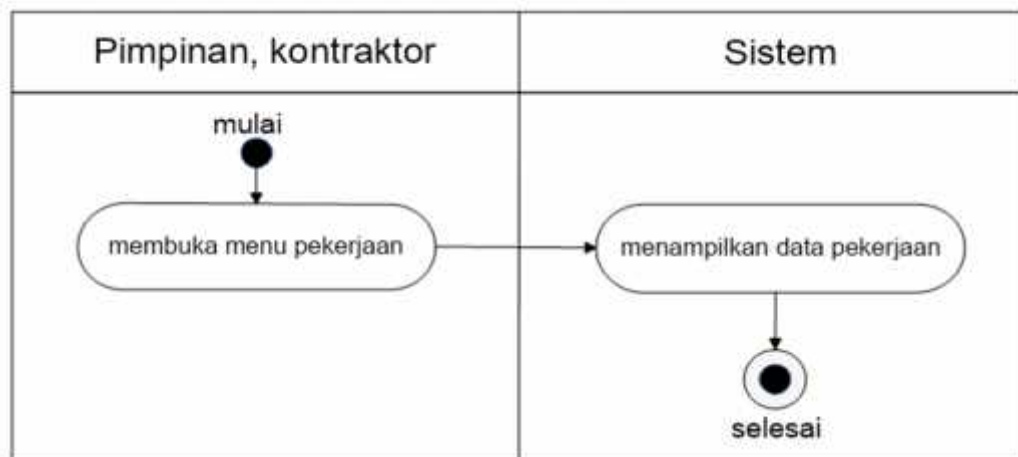 Pimpinan, kontraktor
Sistem
mulai
membuka menu pekerjaan
menampilkan data pekerjaan
selesai